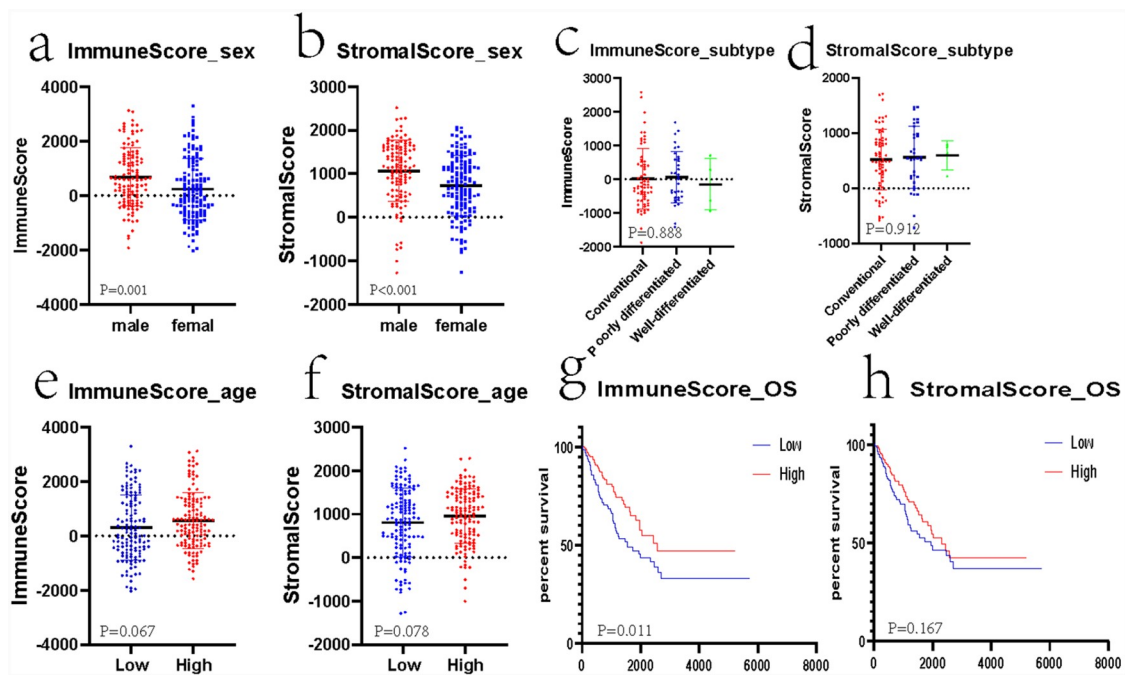 a ImmuneScore_sex
ImmuneScore
4000
2000
0
-2000
-4000
P=0.001
male femal
b StromalScore_sex
StromalScore
3000
2000
1000
0
-1000
-2000
P<0.001
male female
c ImmuneScore_subtype
ImmuneScore
3000
2000
1000
0
-1000
-2000
P=0.888
Conventional
P oorly differentiated
Well-differentiated
d StromalScore_subtype
StromalScore
2000
1000
0
-1000
P=0.912
Conventional
Poorly differentiated
Well-differentiated
e ImmuneScore_age
ImmuneScore
4000
2000
0
-2000
-4000
P=0.067
Low High
f StromalScore_age
StromalScore
3000
2000
1000
0
-1000
-2000
P=0.078
Low High
g ImmuneScore_OS
percent survival
100
50
0
Low
High
P=0.011
0 2000 4000 6000 8000
h StromalScore_OS
percent survival
100
50
0
Low
High
P=0.167
0 2000 4000 6000 8000